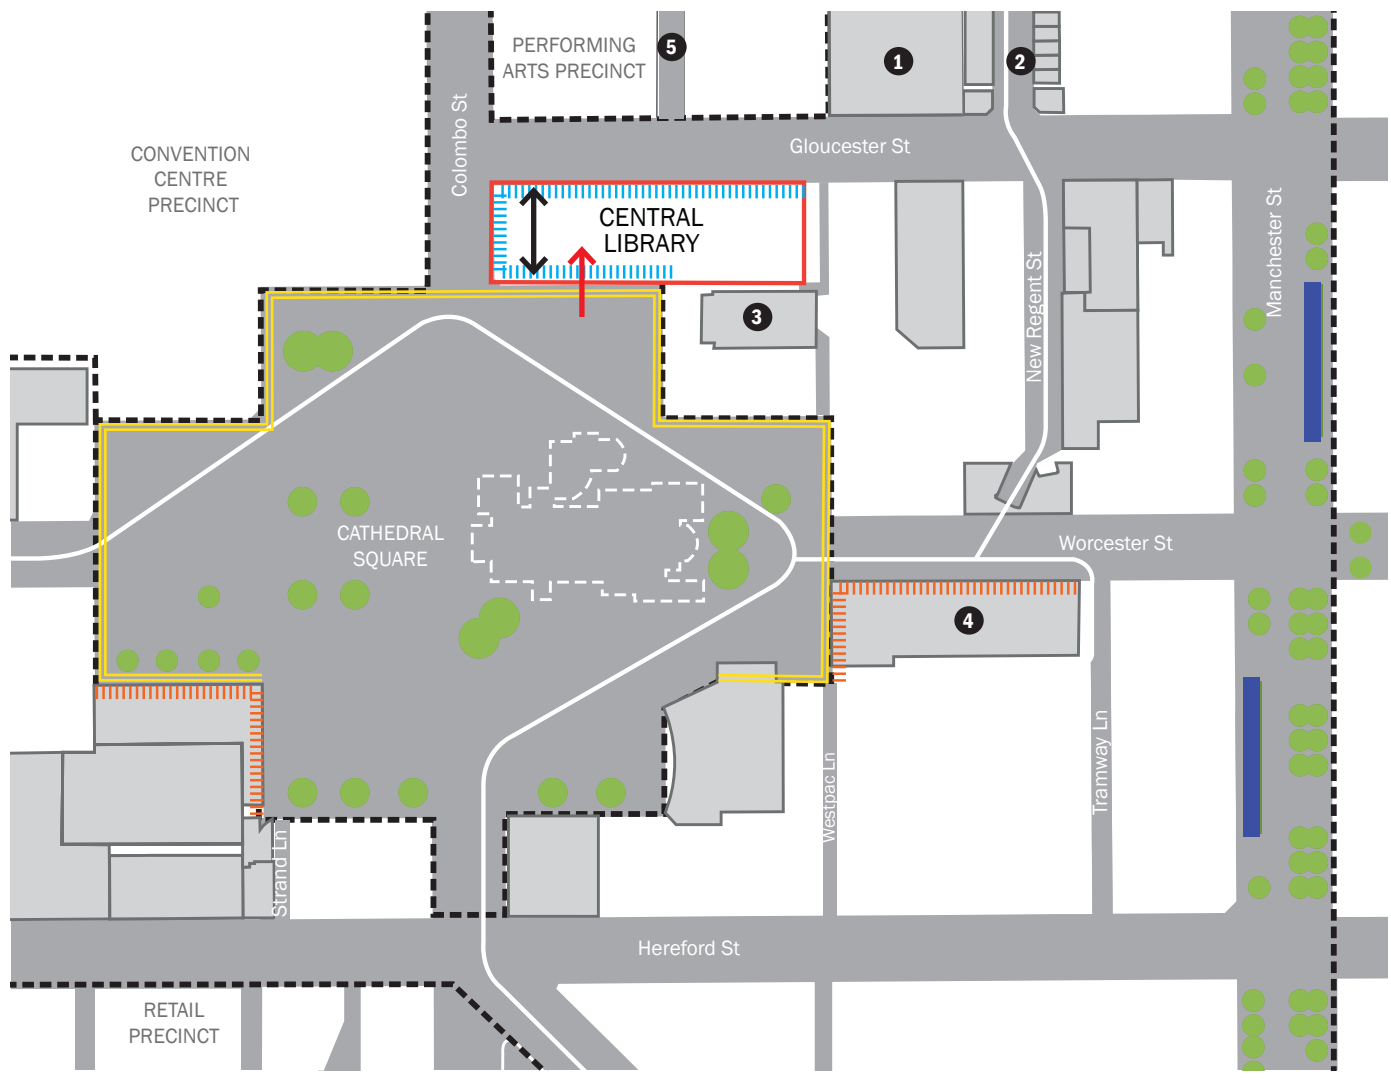 PERFORMING
ARTS PRECINCT
5
1
2
Colombo St
Gloucester St
CONVENTION
CENTRE
PRECINCT
CENTRAL
LIBRARY
Manchester St
New Regent St
3
CATHEDRAL
SQUARE
Worcester St
4
Westpac Ln
Tramway Ln
Strand Ln
Hereford St
RETAIL
PRECINCT